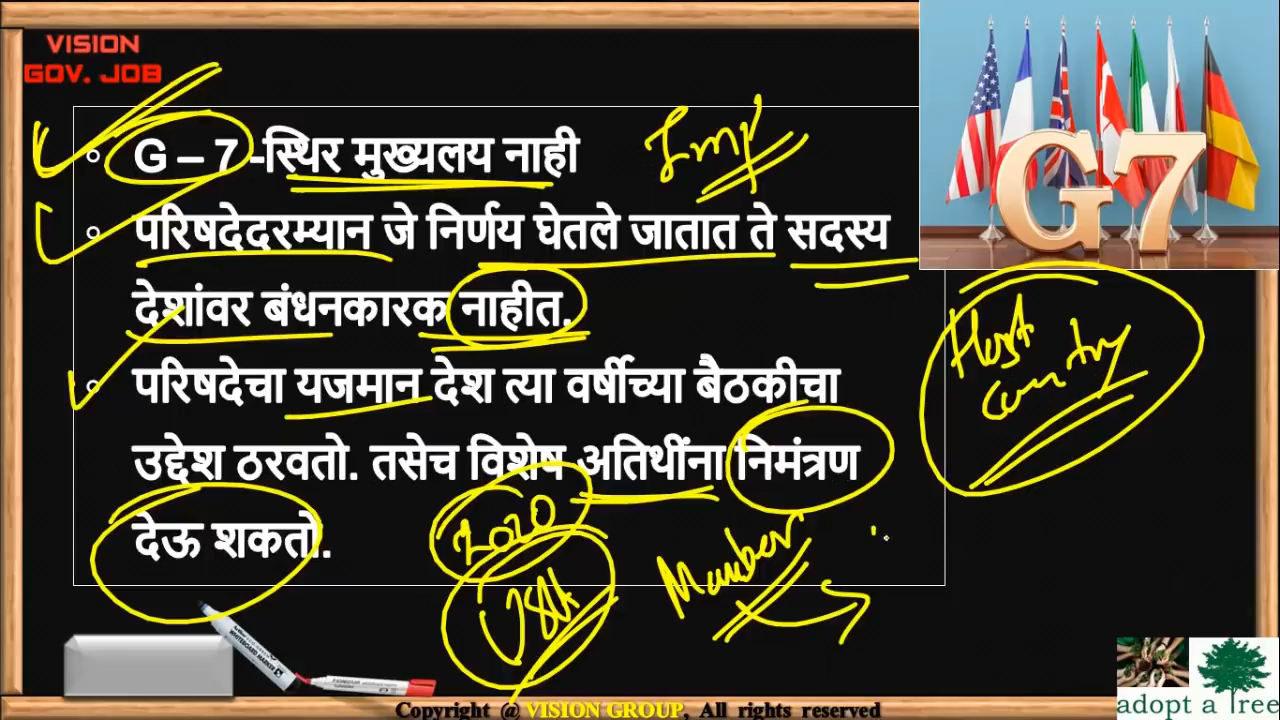 VISION
GOV. JOB
G – 7 -स्थिर मुख्यलय नाही
Imp
परिषदेदरम्यान जे निर्णय घेतले जातात ते सदस्य
देशांवर बंधनकारक नाहीत.
परिषदेचा यजमान देश त्या वर्षीच्या बैठकीचा
उद्देश ठरवतो. तसेच विशेष अतिथींना निमंत्रण
देऊ शकतो.
G7
Host
country
2020
USA
Member
adopt a Tree
Copyright @ VISION GROUP, All rights reserved